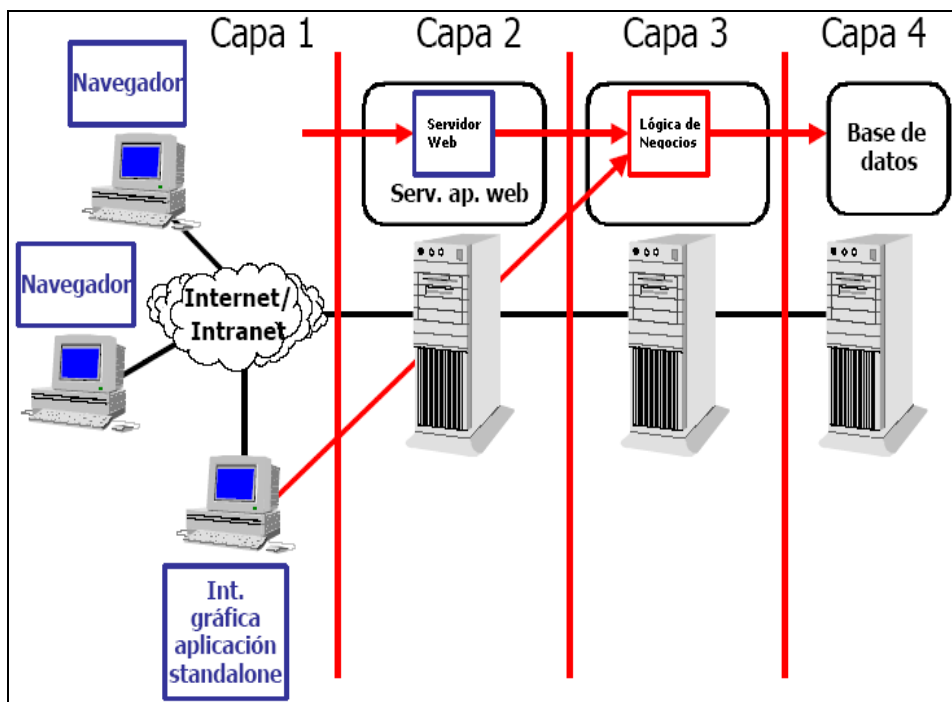 Capa 1
Capa 2
Capa 3
Capa 4
Navegador
Servidor
Web
Serv. ap. web
Lógica de
Negocios
Base de
datos
Navegador
Internet/
Intranet
Int.
gráfica
aplicación
standalone